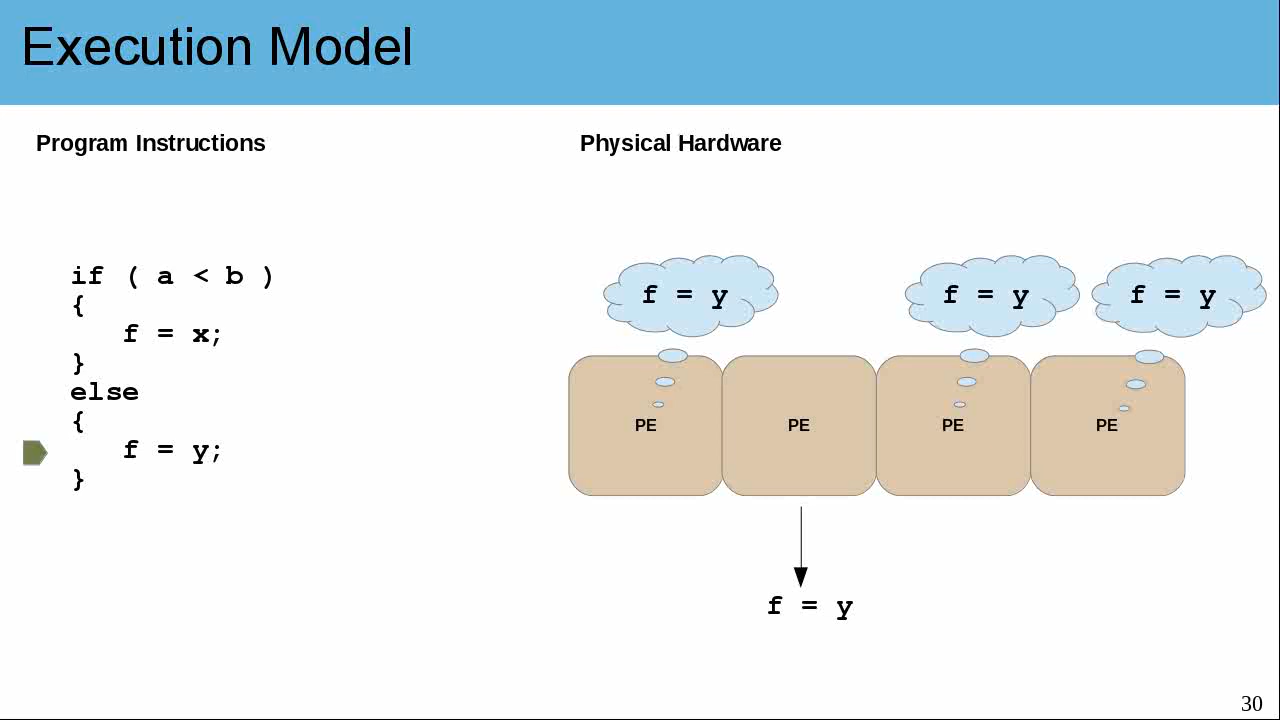 Execution Model
Program Instructions
Physical Hardware
if ( a < b )
{
f = x;
}
else
{
f = y;
}
f = y
f = y
f = y
PE
PE
PE
PE
f = y
30